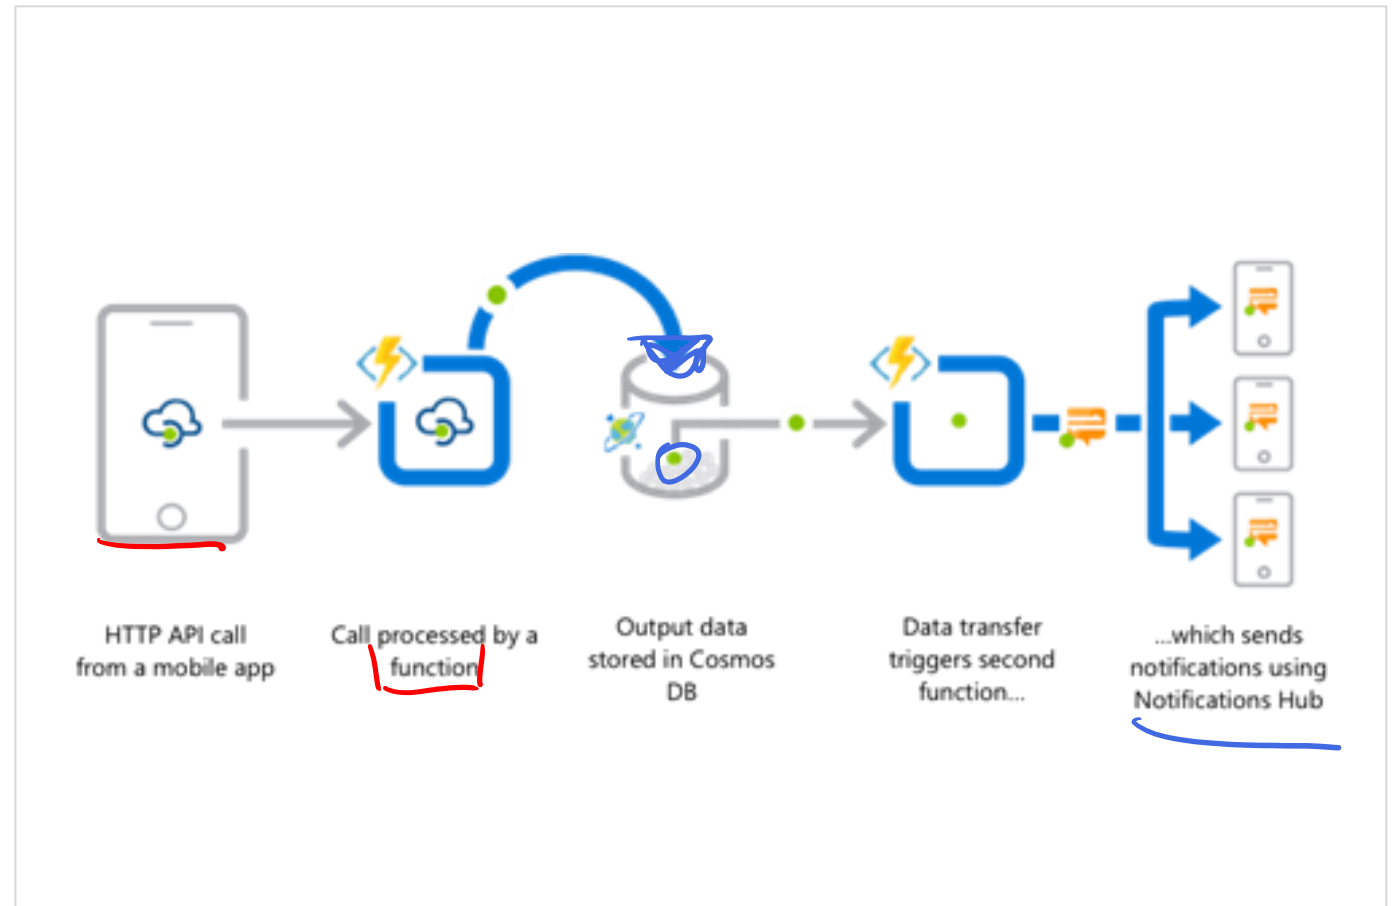 HTTP API call
from a mobile app
Call processed by a
function
Output data
stored in Cosmos
DB
Data transfer
triggers second
function...
...which sends
notifications using
Notifications Hub